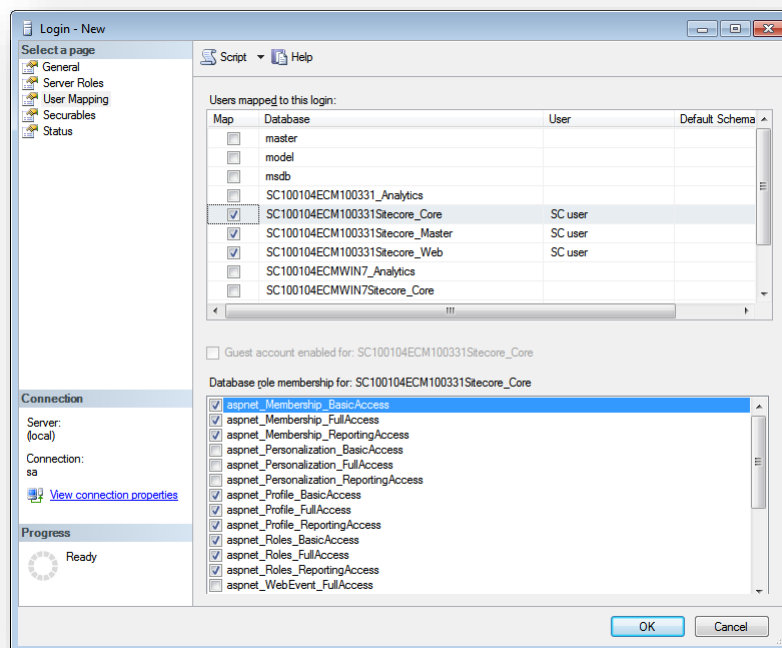 Login - New
Select a page
General
Server Roles
User Mapping
Securables
Status
Script Help
Users mapped to this login:
Map Database User Default Schema
master
model
msdb
SC100104ECM100331_Analytics
SC100104ECM100331Sitecore_Core SC user
SC100104ECM100331Sitecore_Master SC user
SC100104ECM100331Sitecore_Web SC user
SC100104ECMWIN7_Analytics
SC100104ECMWIN7Sitecore_Core
Guest account enabled for: SC100104ECM100331Sitecore_Core
Database role membership for: SC100104ECM100331Sitecore_Core
aspnet_Membership_BasicAccess
aspnet_Membership_FullAccess
aspnet_Membership_ReportingAccess
aspnet_Personalization_BasicAccess
aspnet_Personalization_FullAccess
aspnet_Personalization_ReportingAccess
aspnet_Profile_BasicAccess
aspnet_Profile_FullAccess
aspnet_Profile_ReportingAccess
aspnet_Roles_BasicAccess
aspnet_Roles_FullAccess
aspnet_Roles_ReportingAccess
aspnet_WebEvent_FullAccess
Connection
Server:
(local)
Connection:
sa
View connection properties
Progress
Ready
OK Cancel